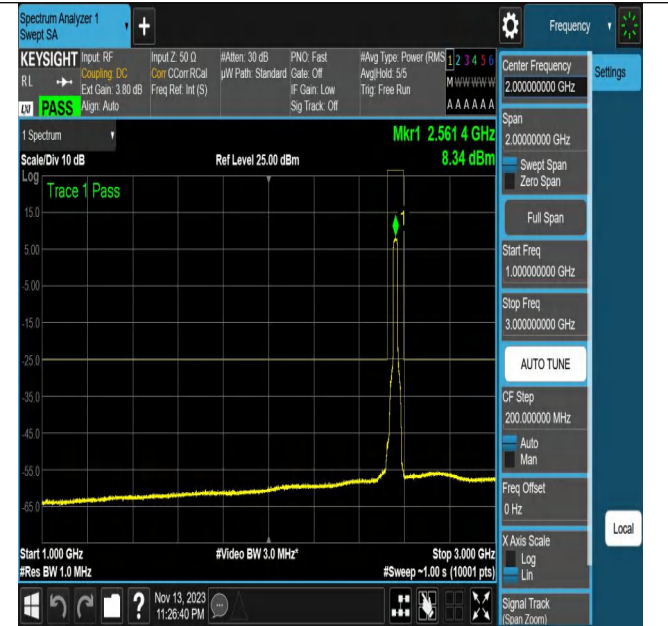 Spectrum Analyzer 1
Swept SA
+
Frequency
KEYSIGHT
RL
PASS
Input: RF
Coupling: DC
Ext Gain: 3.80 dB
Align: Auto
Input Z: 50 Ω
Corr CCorr RCal
Freq Ref: Int (S)
#Atten: 30 dB
µW Path: Standard
PNO: Fast
Gate: Off
IF Gain: Low
Sig Track: Off
#Avg Type: Power (RMS
Avg|Hold: 5/5
Trig: Free Run
1 2 3 4 5 6
M W W W W W
A A A A A A
1 Spectrum
Scale/Div 10 dB
Ref Level 25.00 dBm
Mkr1 2.561 4 GHz
8.34 dBm
Log
Trace 1 Pass
1
15.0
5.00
-5.00
-15.0
-25.0
-35.0
-45.0
-55.0
-65.0
Start 1.000 GHz
#Res BW 1.0 MHz
#Video BW 3.0 MHz*
Stop 3.000 GHz
#Sweep ~1.00 s (10001 pts)
Nov 13, 2023
11:26:40 PM
?
Center Frequency
2.00000000 GHz
Settings
Span
2.00000000 GHz
Swept Span
Zero Span
Full Span
Start Freq
1.000000000 GHz
Stop Freq
3.000000000 GHz
AUTO TUNE
CF Step
200.000000 MHz
Auto
Man
Freq Offset
0 Hz
X Axis Scale
Log
Lin
Local
Signal Track
(Span Zoom)